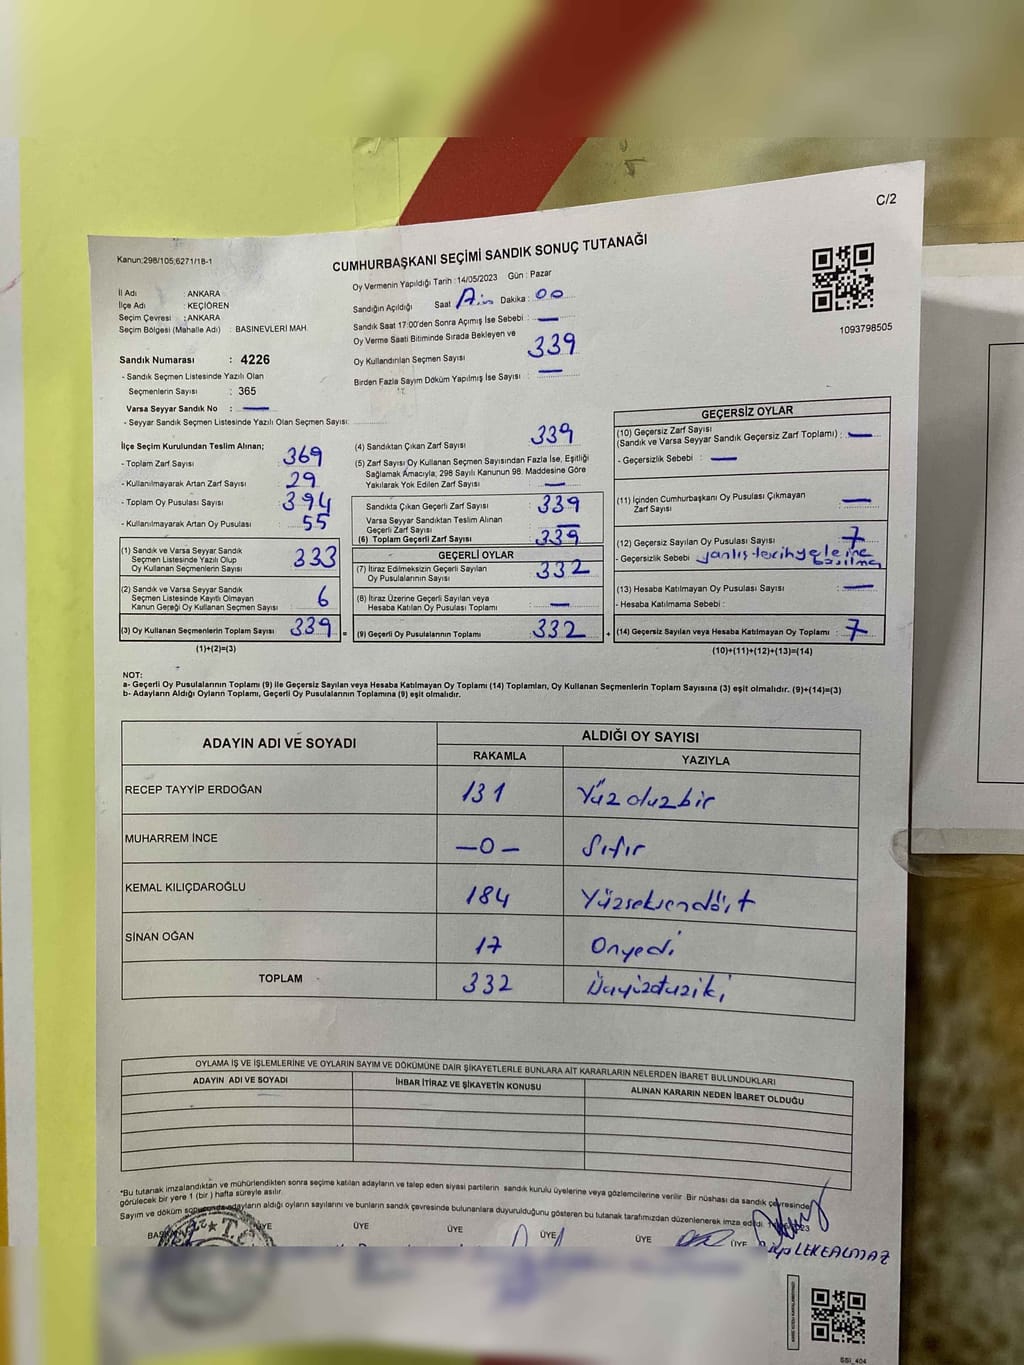 C/2
Kanun;298/105;6271/18-1
CUMHURBAŞKANI SEÇİMİ SANDIK SONUÇ TUTANAĞI
Oy Vermenin Yapıldığı Tarih : 14/05/2023 Gün : Pazar
1093798505
İl Adı : ANKARA
İlçe Adı : KEÇİÖREN
Seçim Çevresi : ANKARA
Seçim Bölgesi (Mahalle Adı) : BASINEVLERİ MAH.
Sandığın Açıldığı Saat Dakika : 00
Sandık Saat 17:00'den Sonra Açımış İse Sebebi : —
Oy Verme Saati Bitiminde Sırada Bekleyen ve
Oy Kullandırılan Seçmen Sayısı 339
Birden Fazla Sayım Döküm Yapılmış İse Sayısı : —
Sandık Numarası : 4226
- Sandık Seçmen Listesinde Yazılı Olan
Seçmenlerin Sayısı : 365
Varsa Seyyar Sandık No : —
- Seyyar Sandık Seçmen Listesinde Yazılı Olan Seçmen Sayısı:
İlçe Seçim Kurulundan Teslim Alınan;
- Toplam Zarf Sayısı 369
- Kullanılmayarak Artan Zarf Sayısı 29
- Toplam Oy Pusulası Sayısı 394
- Kullanılmayarak Artan Oy Pusulası 55
(1) Sandık ve Varsa Seyyar Sandık
Seçmen Listesinde Yazılı Olup
Oy Kullanan Seçmenlerin Sayısı 333
(2) Sandık ve Varsa Seyyar Sandık
Seçmen Listesinde Kayıtlı Olmayan
Kanun Gereği Oy Kullanan Seçmen Sayısı 6
(3) Oy Kullanan Seçmenlerin Toplam Sayısı 339 =
(1)+(2)=(3)
(4) Sandıktan Çıkan Zarf Sayısı 339
(5) Zarf Sayısı Oy Kullanan Seçmen Sayısından Fazla İse, Eşitliği
Sağlamak Amacıyla, 298 Sayılı Kanunun 98. Maddesine Göre
Yakılarak Yok Edilen Zarf Sayısı —
Sandıkta Çıkan Geçerli Zarf Sayısı 339
Varsa Seyyar Sandıktan Teslim Alınan
Geçerli Zarf Sayısı —
(6) Toplam Geçerli Zarf Sayısı 339
GEÇERLİ OYLAR
(7) İtiraz Edilmeksizin Geçerli Sayılan
Oy Pusulalarının Sayısı 332
(8) İtiraz Üzerine Geçerli Sayılan veya
Hesaba Katılan Oy Pusulası Toplamı —
(9) Geçerli Oy Pusulalarının Toplamı 332 +
GEÇERSİZ OYLAR
(10) Geçersiz Zarf Sayısı
(Sandık ve Varsa Seyyar Sandık Geçersiz Zarf Toplamı) : —
- Geçersizlik Sebebi : —
(11) İçinden Cumhurbaşkanı Oy Pusulası Çıkmayan
Zarf Sayısı —
(12) Geçersiz Sayılan Oy Pusulası Sayısı 7
- Geçersizlik Sebebi yanlış
(13) Hesaba Katılmayan Oy Pusulası Sayısı —
- Hesaba Katılmama Sebebi :
(14) Geçersiz Sayılan veya Hesaba Katılmayan Oy Toplamı : 7
(10)+(11)+(12)+(13)=(14)
NOT:
a- Geçerli Oy Pusulasının Toplamı (9) ile Geçersiz Sayılan veya Hesaba Katılmayan Oy Toplamı (14) Toplamları, Oy Kullanan Seçmenlerin Toplam Sayısına (3) eşit olmalıdır. (9)+(14)=(3)
b- Adayların Aldığı Oyların Toplamı, Geçerli Oy Pusulalarının Toplamına (9) eşit olmalıdır.
ADAYIN ADI VE SOYADI ALDIĞI OY SAYISI
RAKAMLA YAZIYLA
RECEP TAYYİP ERDOĞAN 131 Yüzotuzbir
MUHARREM İNCE —0— Sıfır
KEMAL KILIÇDAROĞLU 184 Yüzseksendört
SİNAN OĞAN 17 Onyedi
TOPLAM 332 Üçyüzotuziki
OYLAMA İŞ VE İŞLEMLERİNE VE OYLARIN SAYIM VE DÖKÜMÜNE DAİR ŞİKAYETLERLE BUNLARA AİT KARARLARIN NELERDEN İBARET BULUNDUKLARI
ADAYIN ADI VE SOYADI İHBAR İTİRAZ VE ŞİKAYETİN KONUSU ALINAN KARARIN NEDEN İBARET OLDUĞU
*Bu tutanak imzalandıktan ve mühürlendikten sonra seçime katılan adayların ve talep eden siyasi partilerin sandık kurulu üyelerine veya gözlemcilerine verilir. Bir nüshası da sandık çevresinde
görülecek bir yere 1 (bir) hafta süreyle asılır.
Sayım ve döküm sonucunda adayların aldığı oyların sayılarını ve bunların sandık çevresinde bulunanlara duyurulduğunu gösteren bu tutanak tarafımızdan düzenlenerek imza edildi.
ÜYE ÜYE ÜYE ÜYE ÜYE ÜYE
LEKEALMAZ
T.C.
SSI_404